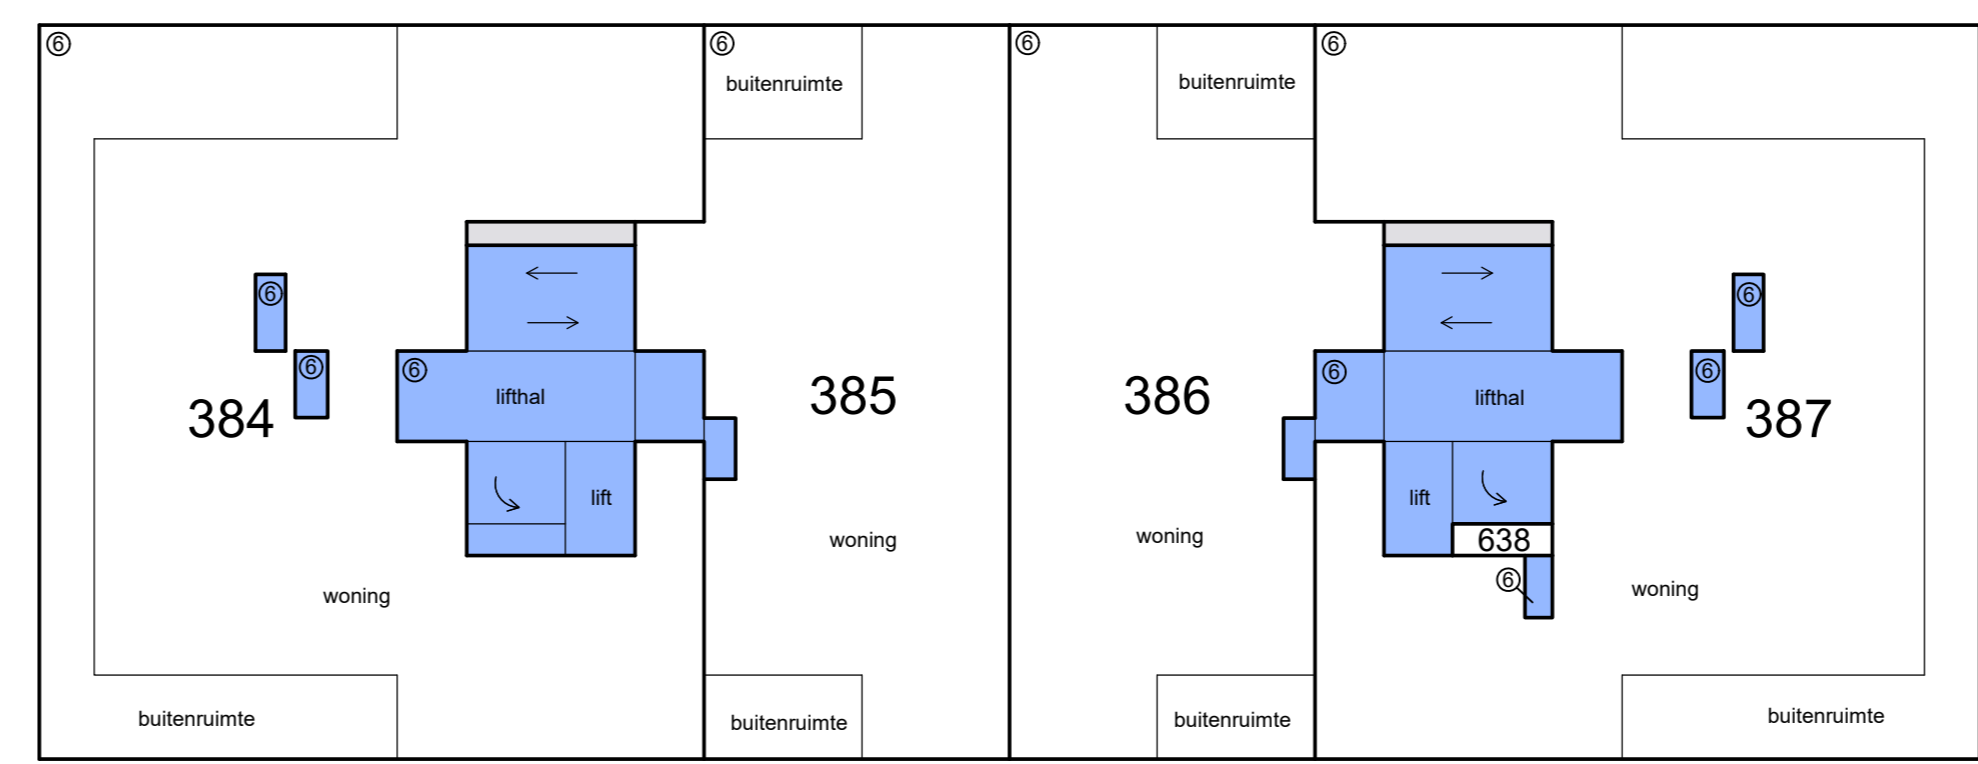 ⑥ ⑥ ⑥ ⑥
buitenruimte buitenruimte
⑥ ⑥
⑥ ⑥ ⑥ ⑥
384 lifthal 385 386 lifthal 387
lift lift
woning woning 638
⑥
woning woning
buitenruimte buitenruimte buitenruimte buitenruimte